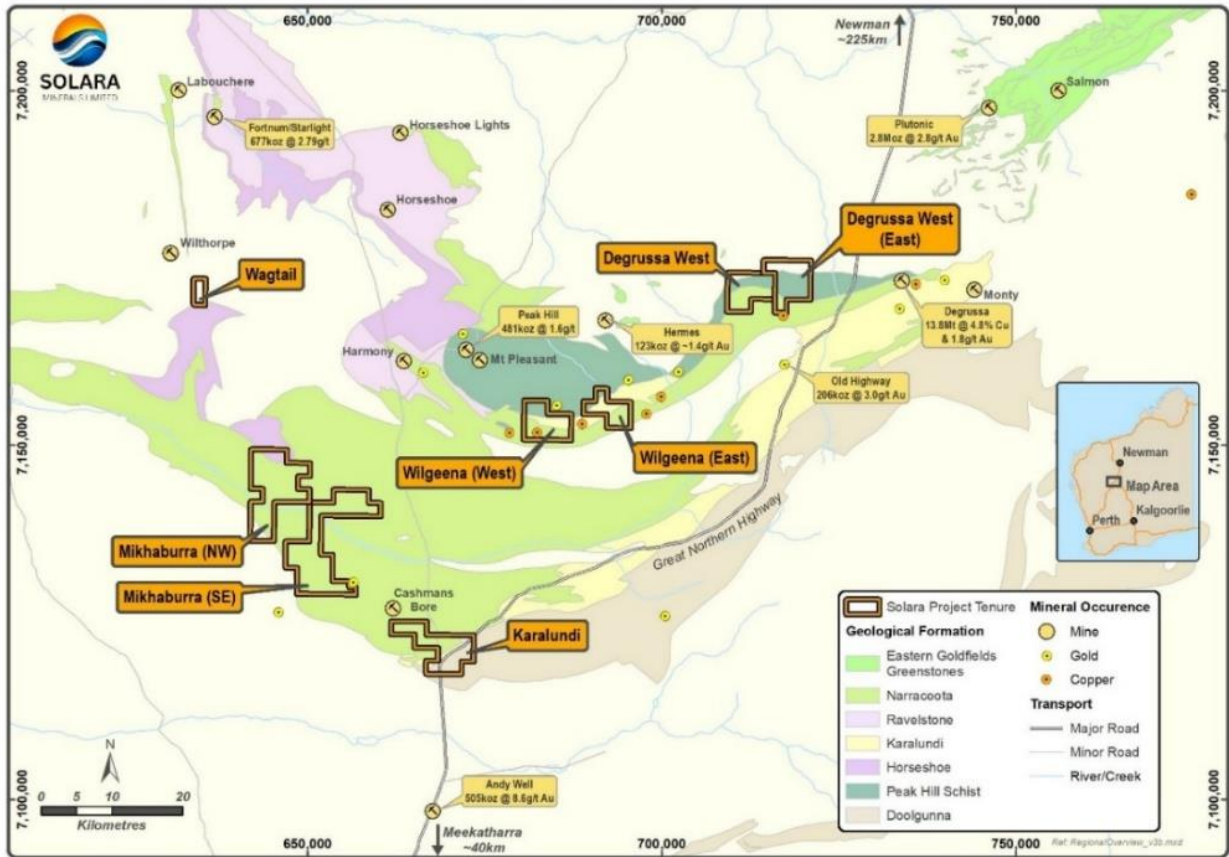 650,000
700,000
750,000
Newman
~225km
SOLARA
MINERALS LIMITED
Labouchere
Salmon
7,200,000
7,200,000
Fortnum/Starlight
677koz @ 2.79g/t
Horseshoe Lights
Plutonic
2.8Moz @ 2.8g/t Au
Horseshoe
Degrussa West
(East)
Wilthorpe
Degrussa West
Wagtail
Monty
Peak Hill
481koz @ 1.6g/t
Hermes
123koz @ ~1.4g/t Au
Degrussa
13.8Mt @ 4.8% Cu
& 1.8g/t Au
Harmony
Mt Pleasant
Old Highway
206koz @ 3.0g/t Au
7,150,000
7,150,000
Wilgeena (West)
Wilgeena (East)
Newman
Map Area
Perth
Kalgoorlie
Great Northern Highway
Mikhaburra (NW)
Mikhaburra (SE)
Cashmans
Bore
Karalundi
Solara Project Tenure
Geological Formation
Eastern Goldfields
Greenstones
Narracoota
Ravelstone
Karalundi
Horseshoe
Peak Hill Schist
Doolgunna
Mineral Occurence
Mine
Gold
Copper
Transport
Major Road
Minor Road
River/Creek
N
0 5 10 20
Kilometres
Andy Well
505koz @ 8.6g/t Au
7,100,000
7,100,000
Meekatharra
~40km
Ref: RegionalOverview_v3b.mxd
650,000
700,000
750,000